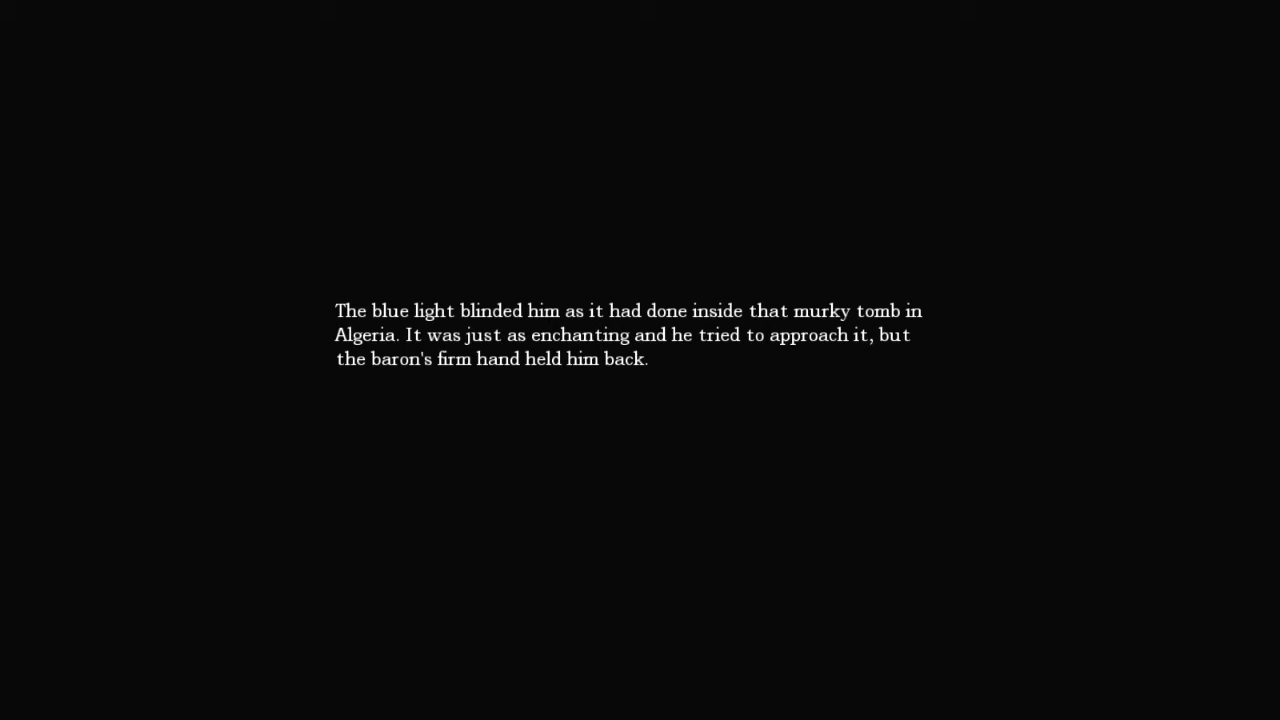 The blue light blinded him as it had done inside that murky tomb in
Algeria. It was just as enchanting and he tried to approach it, but
the baron's firm hand held him back.